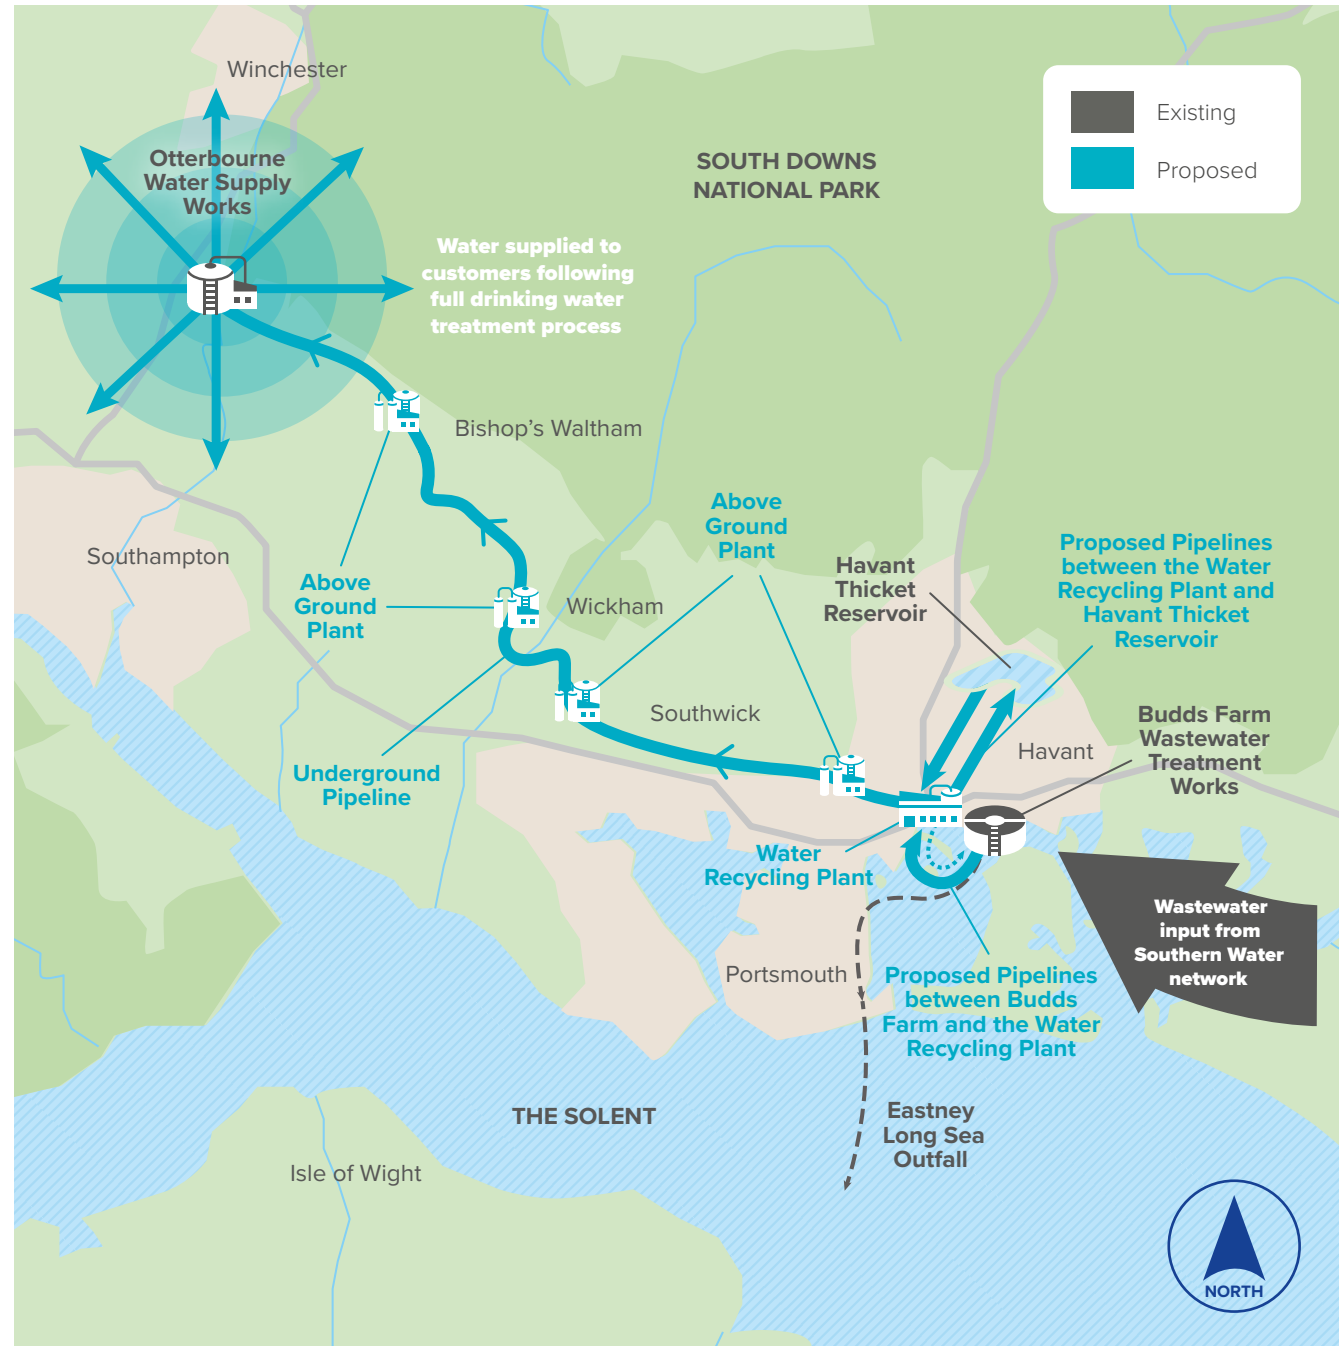 Winchester
Existing
Proposed
Otterbourne
Water Supply
Works
SOUTH DOWNS
NATIONAL PARK
Water supplied to
customers following
full drinking water
treatment process
Bishop’s Waltham
Southampton
Above
Ground
Plant
Above
Ground
Plant
Wickham
Havant
Thicket
Reservoir
Proposed Pipelines
between the Water
Recycling Plant and
Havant Thicket
Reservoir
Southwick
Havant
Budds Farm
Wastewater
Treatment
Works
Underground
Pipeline
Water
Recycling Plant
Wastewater
input from
Southern Water
network
Portsmouth
Proposed Pipelines
between Budds
Farm and the Water
Recycling Plant
THE SOLENT
Eastney
Long Sea
Outfall
Isle of Wight
NORTH